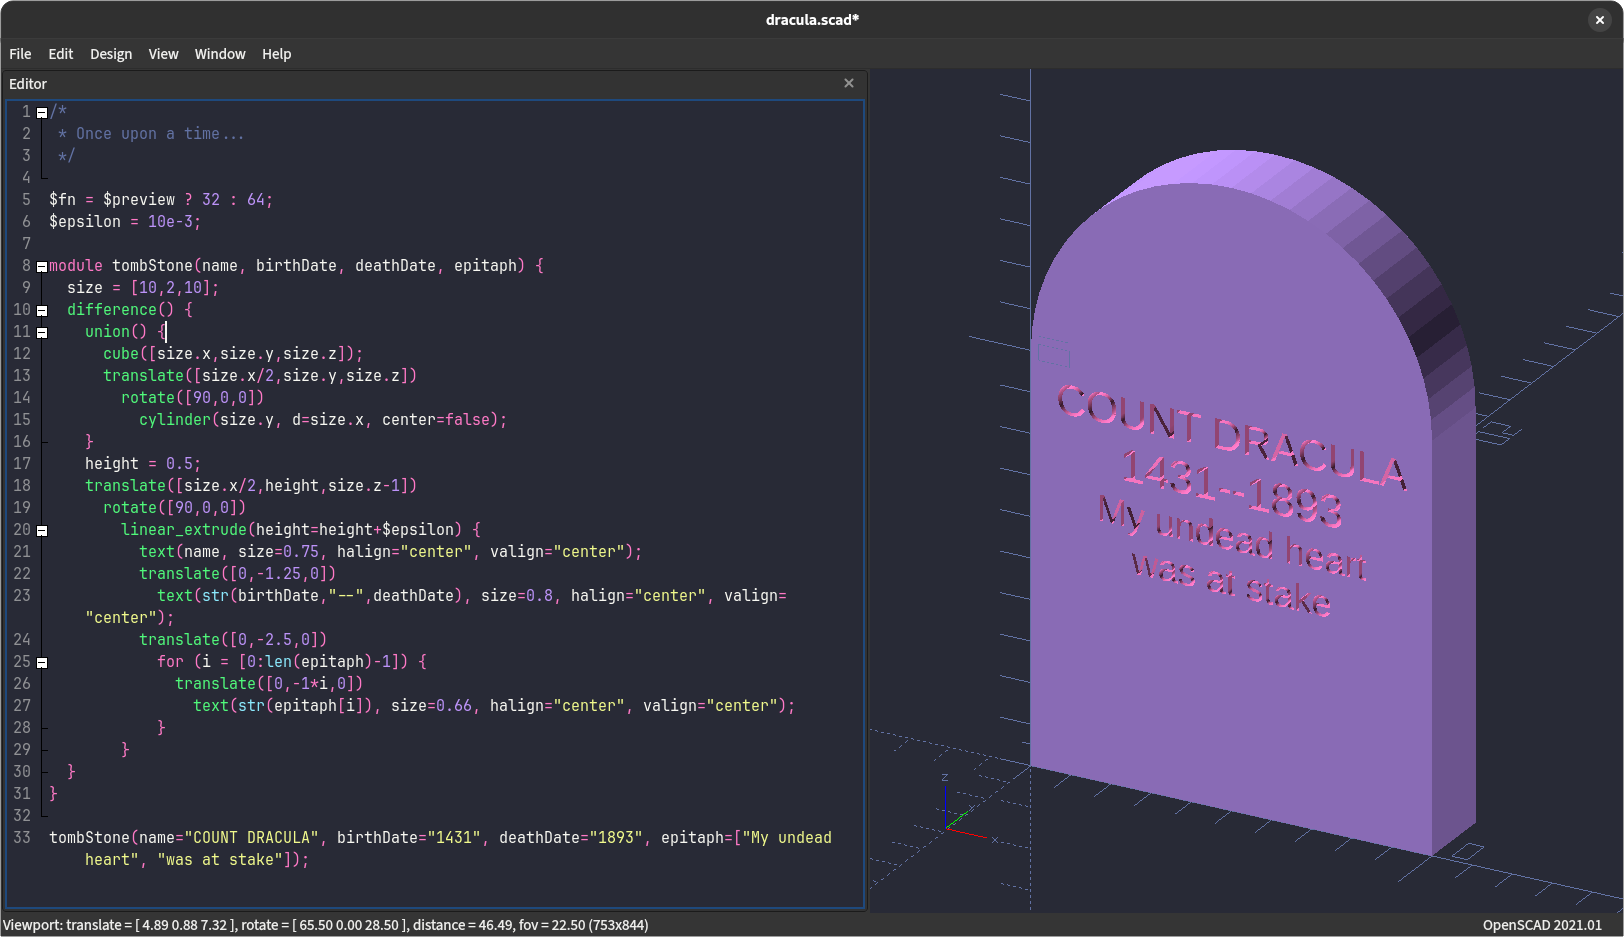 dracula.scad*
File Edit Design View Window Help
Editor
1 /*
2  * Once upon a time...
3  */
4
5 $fn = $preview ? 32 : 64;
6 $epsilon = 10e-3;
7
8 module tombStone(name, birthDate, deathDate, epitaph) {
9   size = [10,2,10];
10   difference() {
11     union() {
12       cube([size.x,size.y,size.z]);
13       translate([size.x/2,size.y,size.z])
14         rotate([90,0,0])
15           cylinder(size.y, d=size.x, center=false);
16     }
17     height = 0.5;
18     translate([size.x/2,height,size.z-1])
19       rotate([90,0,0])
20         linear_extrude(height=height+$epsilon) {
21           text(name, size=0.75, halign="center", valign="center");
22           translate([0,-1.25,0])
23             text(str(birthDate,"--",deathDate), size=0.8, halign="center", valign=
"center");
24           translate([0,-2.5,0])
25             for (i = [0:len(epitaph)-1]) {
26               translate([0,-1*i,0])
27                 text(str(epitaph[i]), size=0.66, halign="center", valign="center");
28             }
29         }
30   }
31 }
32
33 tombStone(name="COUNT DRACULA", birthDate="1431", deathDate="1893", epitaph=["My undead
heart", "was at stake"]);
COUNT DRACULA
1431--1893
My undead heart
was at stake
z
x
Viewport: translate = [ 4.89 0.88 7.32 ], rotate = [ 65.50 0.00 28.50 ], distance = 46.49, fov = 22.50 (753x844)
OpenSCAD 2021.01